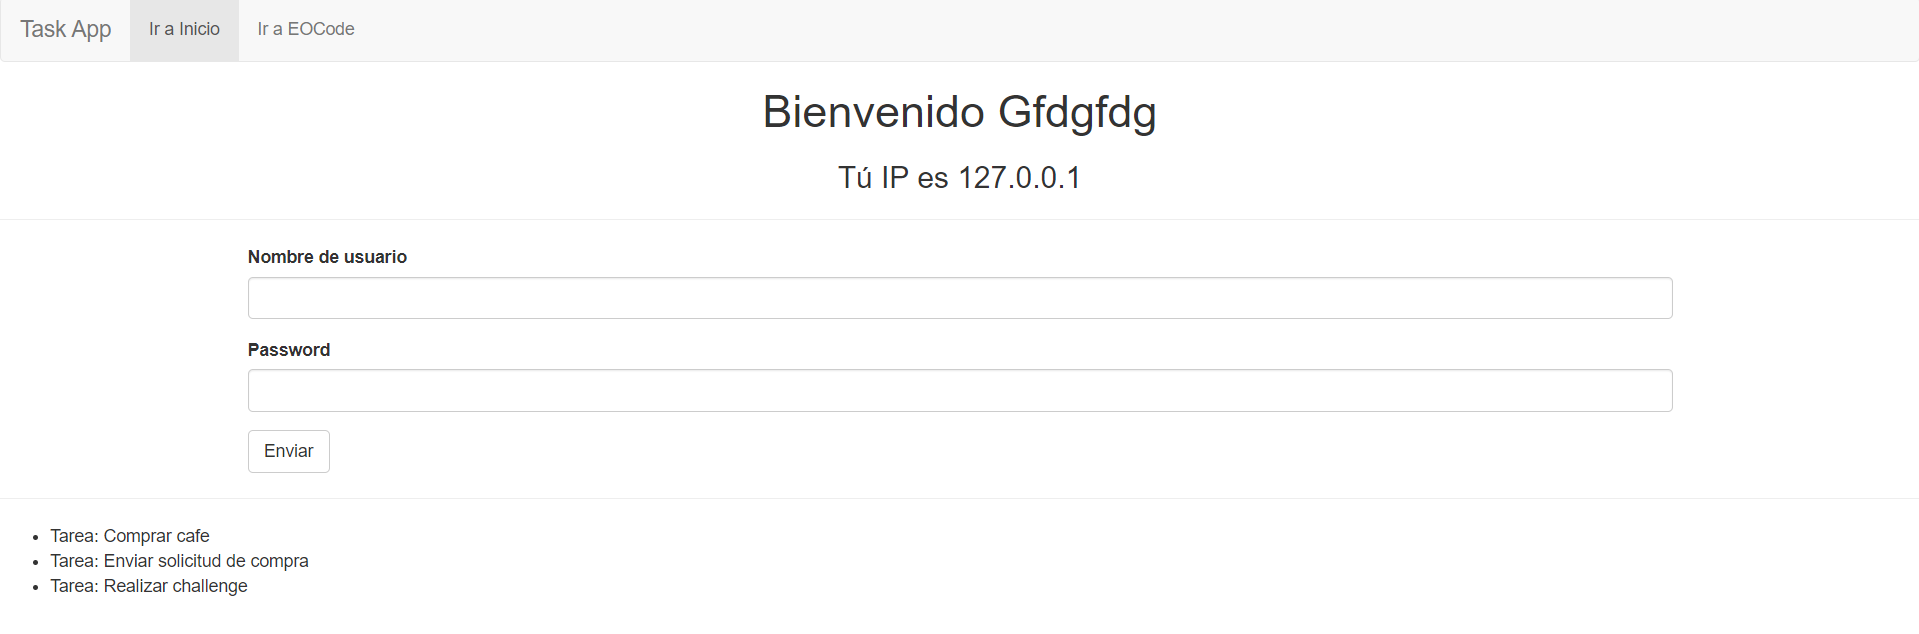 Task App Ir a Inicio Ir a EOCode
Bienvenido Gfdgfdg
Tú IP es 127.0.0.1
Nombre de usuario
Password
Enviar
Tarea: Comprar cafe
Tarea: Enviar solicitud de compra
Tarea: Realizar challenge